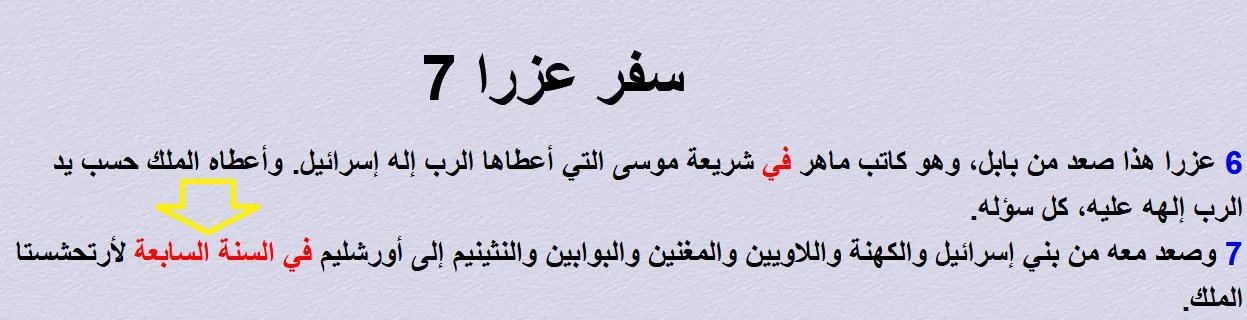 سفر عزرا 7
6 عزرا هذا صعد من بابل، وهو كاتب ماهر في شريعة موسى التي أعطاها الرب إله إسرائيل. وأعطاه الملك حسب يد
الرب إلهه عليه، كل سؤله.
7 وصعد معه من بني إسرائيل والكهنة واللاويين والمغنين والبوابين والنثينيم إلى أورشليم في السنة السابعة لأرتحشستا
الملك.